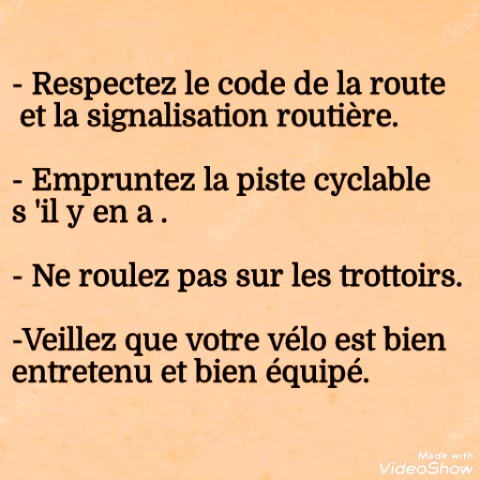 - Respectez le code de la route
et la signalisation routière.
- Empruntez la piste cyclable
s 'il y en a .
- Ne roulez pas sur les trottoirs.
-Veillez que votre vélo est bien
entretenu et bien équipé.
Made with
VideoShow